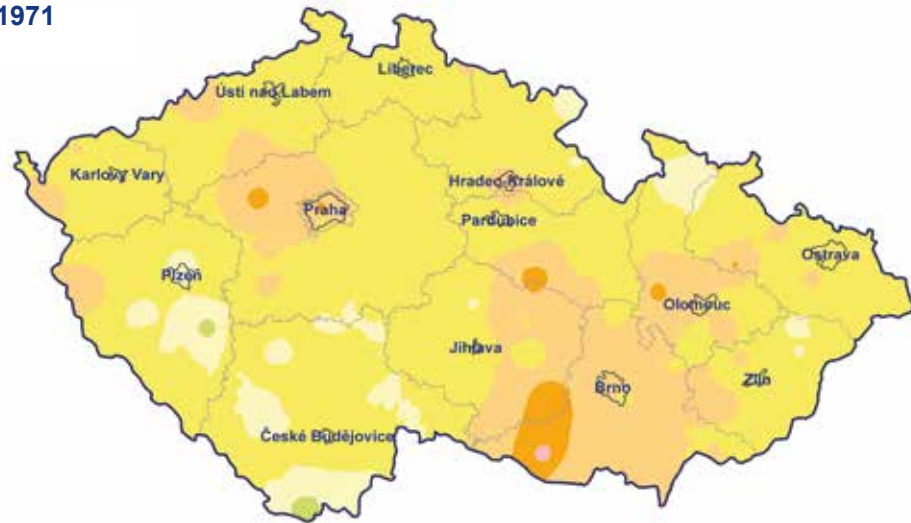 1971
Liberec
Ústí nad Labem
Karlovy Vary
Hradec Králové
Praha
Pardubice
Ostrava
Plzeň
Olomouc
Jihlava
Zlín
Brno
České Budějovice